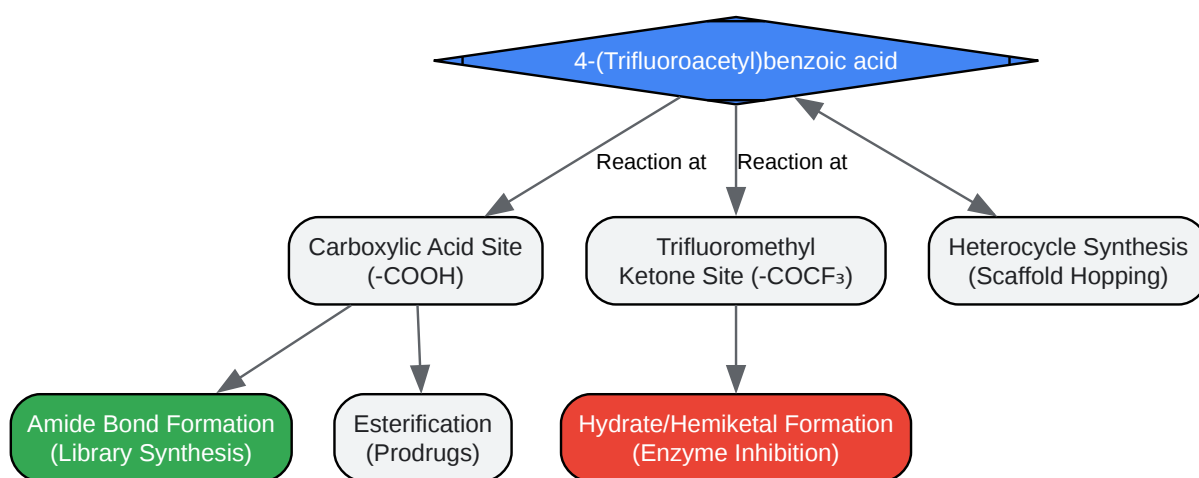 4-(Trifluoroacetyl)benzoic acid
Reaction at
Reaction at
Carboxylic Acid Site
(-COOH)
Trifluoromethyl
Ketone Site (-COCF₃)
Heterocycle Synthesis
(Scaffold Hopping)
Amide Bond Formation
(Library Synthesis)
Esterification
(Prodrugs)
Hydrate/Hemiketal Formation
(Enzyme Inhibition)